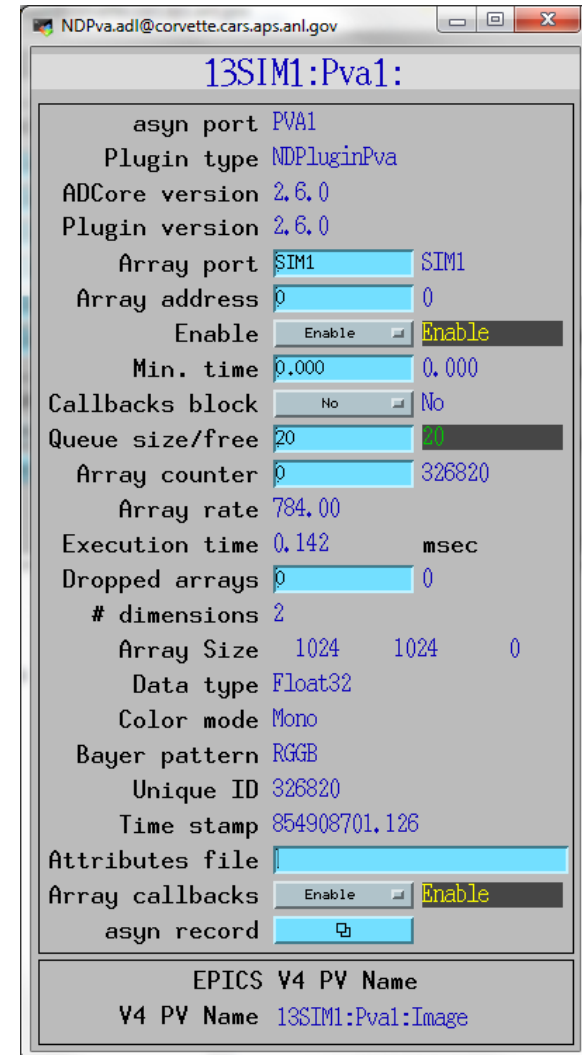 NDPva.adl@corvette.cars.aps.anl.gov
13SIM1:Pva1:
asyn port PVA1
Plugin type NDPluginPva
ADCore version 2.6.0
Plugin version 2.6.0
Array port SIM1 SIM1
Array address 0 0
Enable Enable Enable
Min. time 0.000 0.000
Callbacks block No No
Queue size/free 20 20
Array counter 0 326820
Array rate 784.00
Execution time 0.142 msec
Dropped arrays 0 0
# dimensions 2
Array Size 1024 1024 0
Data type Float32
Color mode Mono
Bayer pattern RGGB
Unique ID 326820
Time stamp 854908701.126
Attributes file
Array callbacks Enable Enable
asyn record
EPICS V4 PV Name
V4 PV Name 13SIM1:Pva1:Image